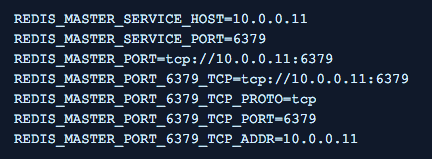 REDIS_MASTER_SERVICE_HOST=10.0.0.11
REDIS_MASTER_SERVICE_PORT=6379
REDIS_MASTER_PORT=tcp://10.0.0.11:6379
REDIS_MASTER_PORT_6379_TCP=tcp://10.0.0.11:6379
REDIS_MASTER_PORT_6379_TCP_PROTO=tcp
REDIS_MASTER_PORT_6379_TCP_PORT=6379
REDIS_MASTER_PORT_6379_TCP_ADDR=10.0.0.11